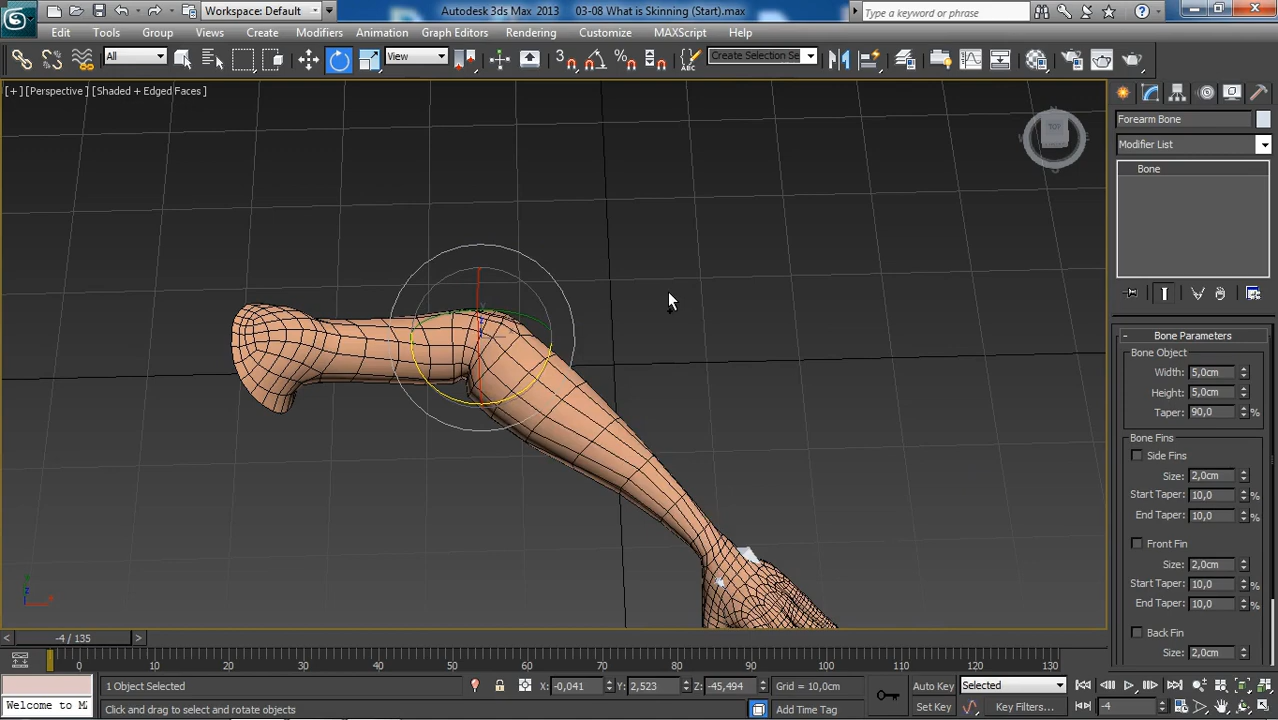 Workspace: Default
Autodesk 3ds Max 2013
03-08 What is Skinning (Start).max
Type a keyword or phrase
Edit Tools Group Views Create Modifiers Animation Graph Editors Rendering Customize MAXScript Help
All
View
3
%
ABC
Create Selection Se
[+] [Perspective] [Shaded + Edged Faces]
Forearm Bone
Modifier List
TOP
Bone
- Bone Parameters
Bone Object
Width: 5,0cm
Height: 5,0cm
Taper: 90,0 %
Bone Fins
Side Fins
Size: 2,0cm
Start Taper: 10,0 %
End Taper: 10,0 %
Front Fin
Size: 2,0cm
Start Taper: 10,0 %
End Taper: 10,0 %
Back Fin
Size: 2,0cm
< -4 / 135 >
0 10 20 30 40 50 60 70 80 90 100 110 120 130
1 Object Selected
X: -0,041 Y: 2,523 Z: -45,494
Grid = 10,0cm
Auto Key
Selected
Welcome to M
Click and drag to select and rotate objects
Add Time Tag
Set Key
Key Filters...
-4